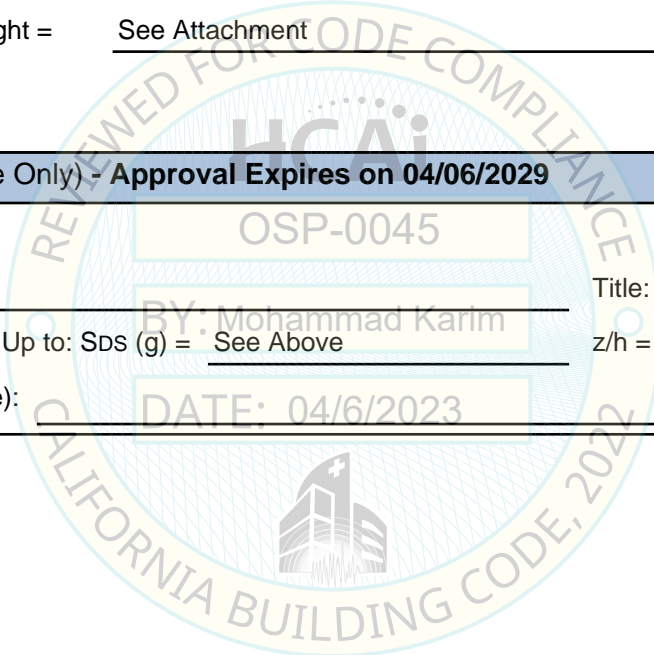 ght = See Attachment
REVIEWED FOR CODE COMPLIANCE
HCAi
e Only) - Approval Expires on 04/06/2029
OSP-0045
Title:
BY: Mohammad Karim
Up to: SDS (g) = See Above z/h =
e):
DATE: 04/6/2023
CALIFORNIA BUILDING CODE, 2022